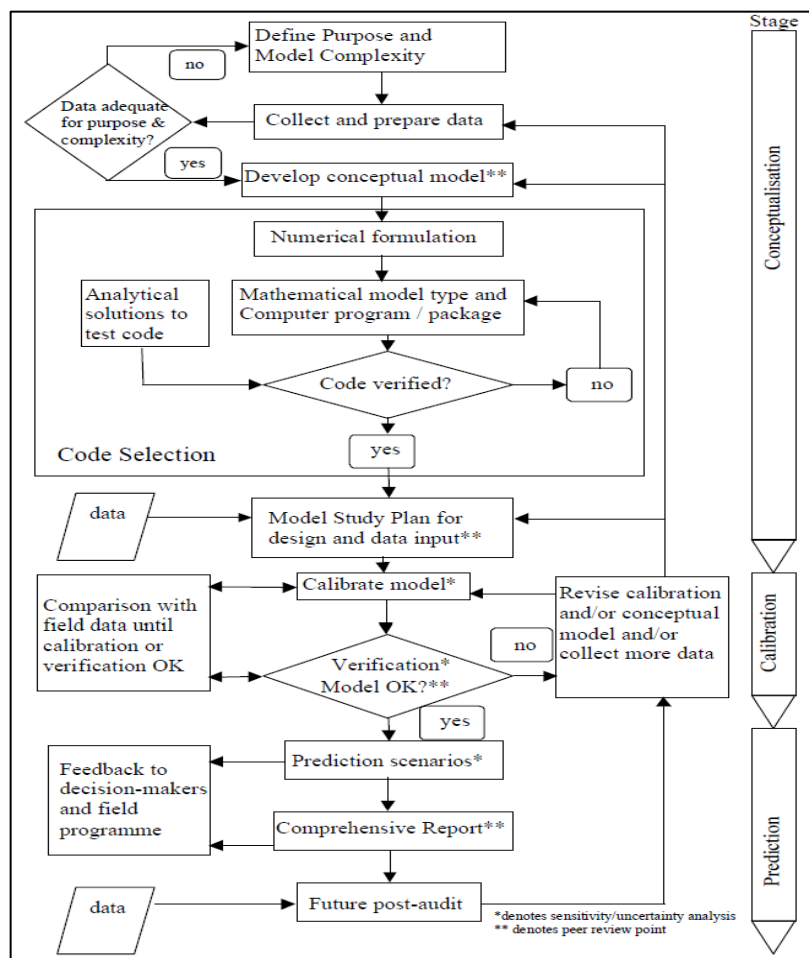 Stage
Define Purpose and
Model Complexity
no
Data adequate
for purpose &
complexity?
Collect and prepare data
yes
Develop conceptual model**
Numerical formulation
Analytical
solutions to
test code
Mathematical model type and
Computer program / package
Code verified?
no
yes
Code Selection
data
Model Study Plan for
design and data input**
Conceptualisation
Calibrate model*
Comparison with
field data until
calibration or
verification OK
Revise calibration
and/or conceptual
model and/or
collect more data
no
Verification*
Model OK?**
Calibration
yes
Prediction scenarios*
Feedback to
decision-makers
and field
programme
Comprehensive Report**
data
Future post-audit
*denotes sensitivity/uncertainty analysis
** denotes peer review point
Prediction